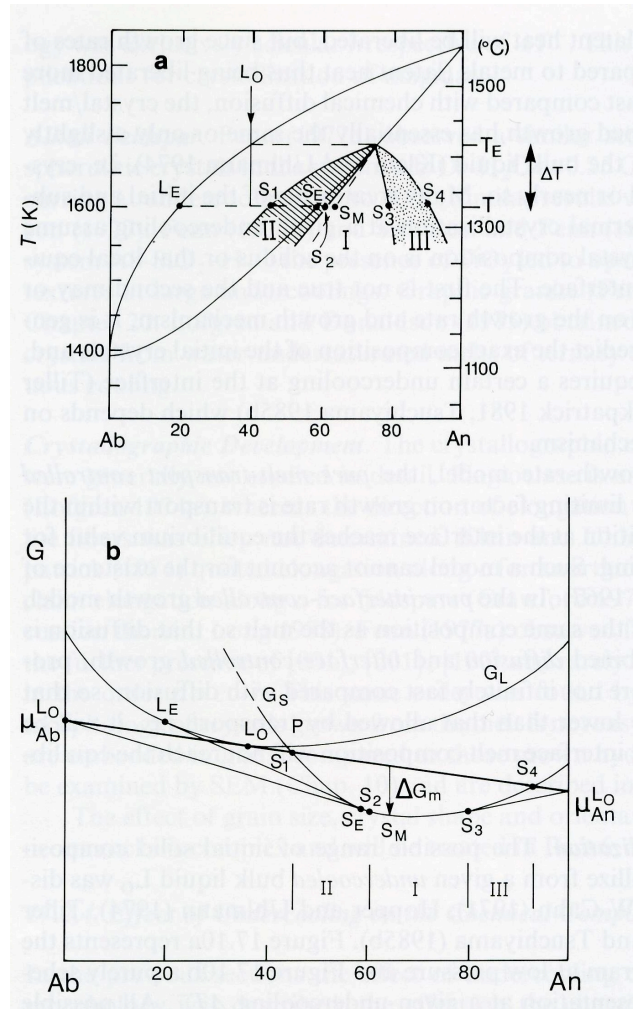 a
L_O
(°C)
1800
1500
T_E
ΔT
L_E
S_1
S_E
S_M
S_3
S_4
T
1600
T (K)
II
I
III
S_2
1300
1400
1100
Ab 20 40 60 80 An
G
b
G_S
G_L
μ_Ab^L_O
L_E
L_O
P
S_1
S_4
S_2
ΔG_m
μ_An^L_O
S_E
S_M
S_3
II
I
III
Ab 20 40 60 80 An